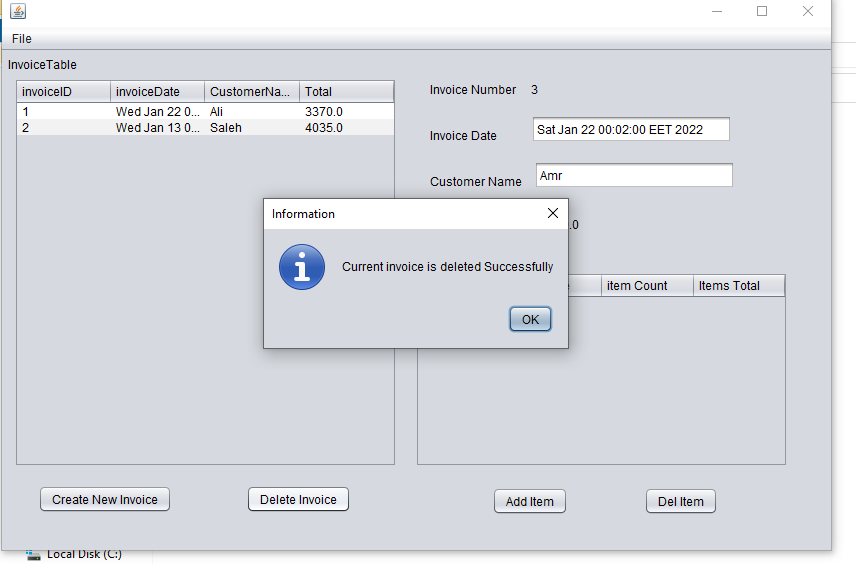 File
InvoiceTable
invoiceID invoiceDate CustomerNa... Total
1 Wed Jan 22 0... Ali 3370.0
2 Wed Jan 13 0... Saleh 4035.0
Invoice Number 3
Invoice Date Sat Jan 22 00:02:00 EET 2022
Customer Name Amr
.0
Information
Current invoice is deleted Successfully
OK
item Count Items Total
Create New Invoice Delete Invoice Add Item Del Item
Local Disk (C:)